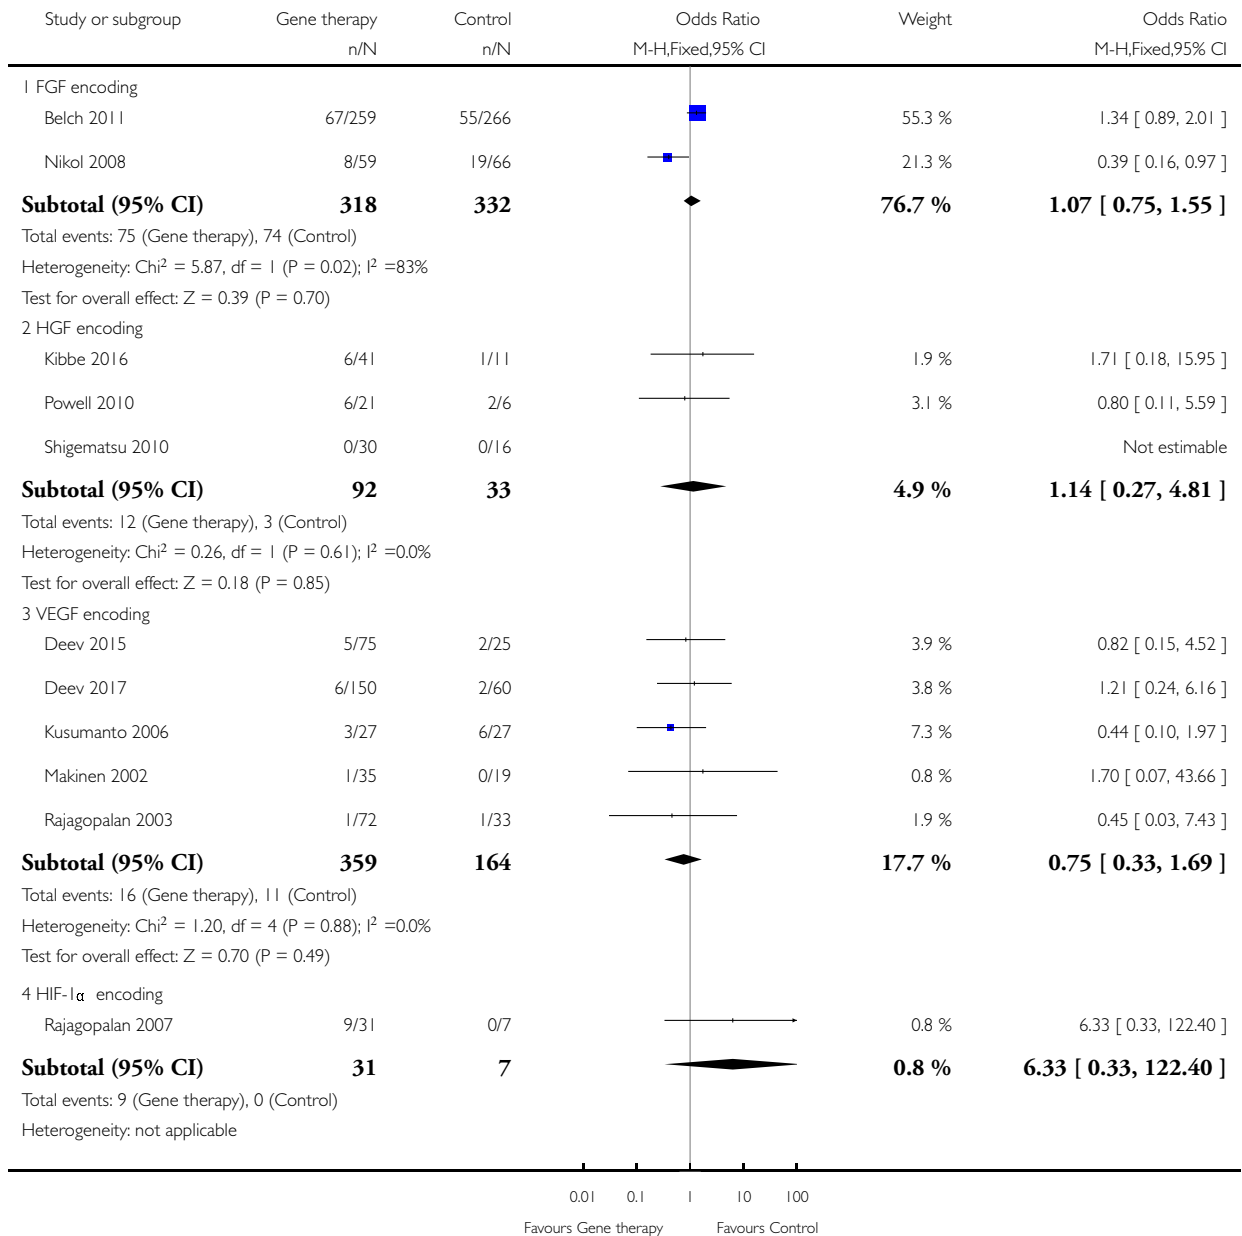 Study or subgroup Gene therapy Control Odds Ratio Weight Odds Ratio
n/N n/N M-H,Fixed,95% CI M-H,Fixed,95% CI
1 FGF encoding
Belch 2011 67/259 55/266 55.3 % 1.34 [ 0.89, 2.01 ]
Nikol 2008 8/59 19/66 21.3 % 0.39 [ 0.16, 0.97 ]
Subtotal (95% CI) 318 332 76.7 % 1.07 [ 0.75, 1.55 ]
Total events: 75 (Gene therapy), 74 (Control)
Heterogeneity: Chi² = 5.87, df = 1 (P = 0.02); I² =83%
Test for overall effect: Z = 0.39 (P = 0.70)
2 HGF encoding
Kibbe 2016 6/41 1/11 1.9 % 1.71 [ 0.18, 15.95 ]
Powell 2010 6/21 2/6 3.1 % 0.80 [ 0.11, 5.59 ]
Shigematsu 2010 0/30 0/16 Not estimable
Subtotal (95% CI) 92 33 4.9 % 1.14 [ 0.27, 4.81 ]
Total events: 12 (Gene therapy), 3 (Control)
Heterogeneity: Chi² = 0.26, df = 1 (P = 0.61); I² =0.0%
Test for overall effect: Z = 0.18 (P = 0.85)
3 VEGF encoding
Deev 2015 5/75 2/25 3.9 % 0.82 [ 0.15, 4.52 ]
Deev 2017 6/150 2/60 3.8 % 1.21 [ 0.24, 6.16 ]
Kusumanto 2006 3/27 6/27 7.3 % 0.44 [ 0.10, 1.97 ]
Makinen 2002 1/35 0/19 0.8 % 1.70 [ 0.07, 43.66 ]
Rajagopalan 2003 1/72 1/33 1.9 % 0.45 [ 0.03, 7.43 ]
Subtotal (95% CI) 359 164 17.7 % 0.75 [ 0.33, 1.69 ]
Total events: 16 (Gene therapy), 11 (Control)
Heterogeneity: Chi² = 1.20, df = 4 (P = 0.88); I² =0.0%
Test for overall effect: Z = 0.70 (P = 0.49)
4 HIF-1α encoding
Rajagopalan 2007 9/31 0/7 0.8 % 6.33 [ 0.33, 122.40 ]
Subtotal (95% CI) 31 7 0.8 % 6.33 [ 0.33, 122.40 ]
Total events: 9 (Gene therapy), 0 (Control)
Heterogeneity: not applicable
0.01 0.1 1 10 100
Favours Gene therapy Favours Control